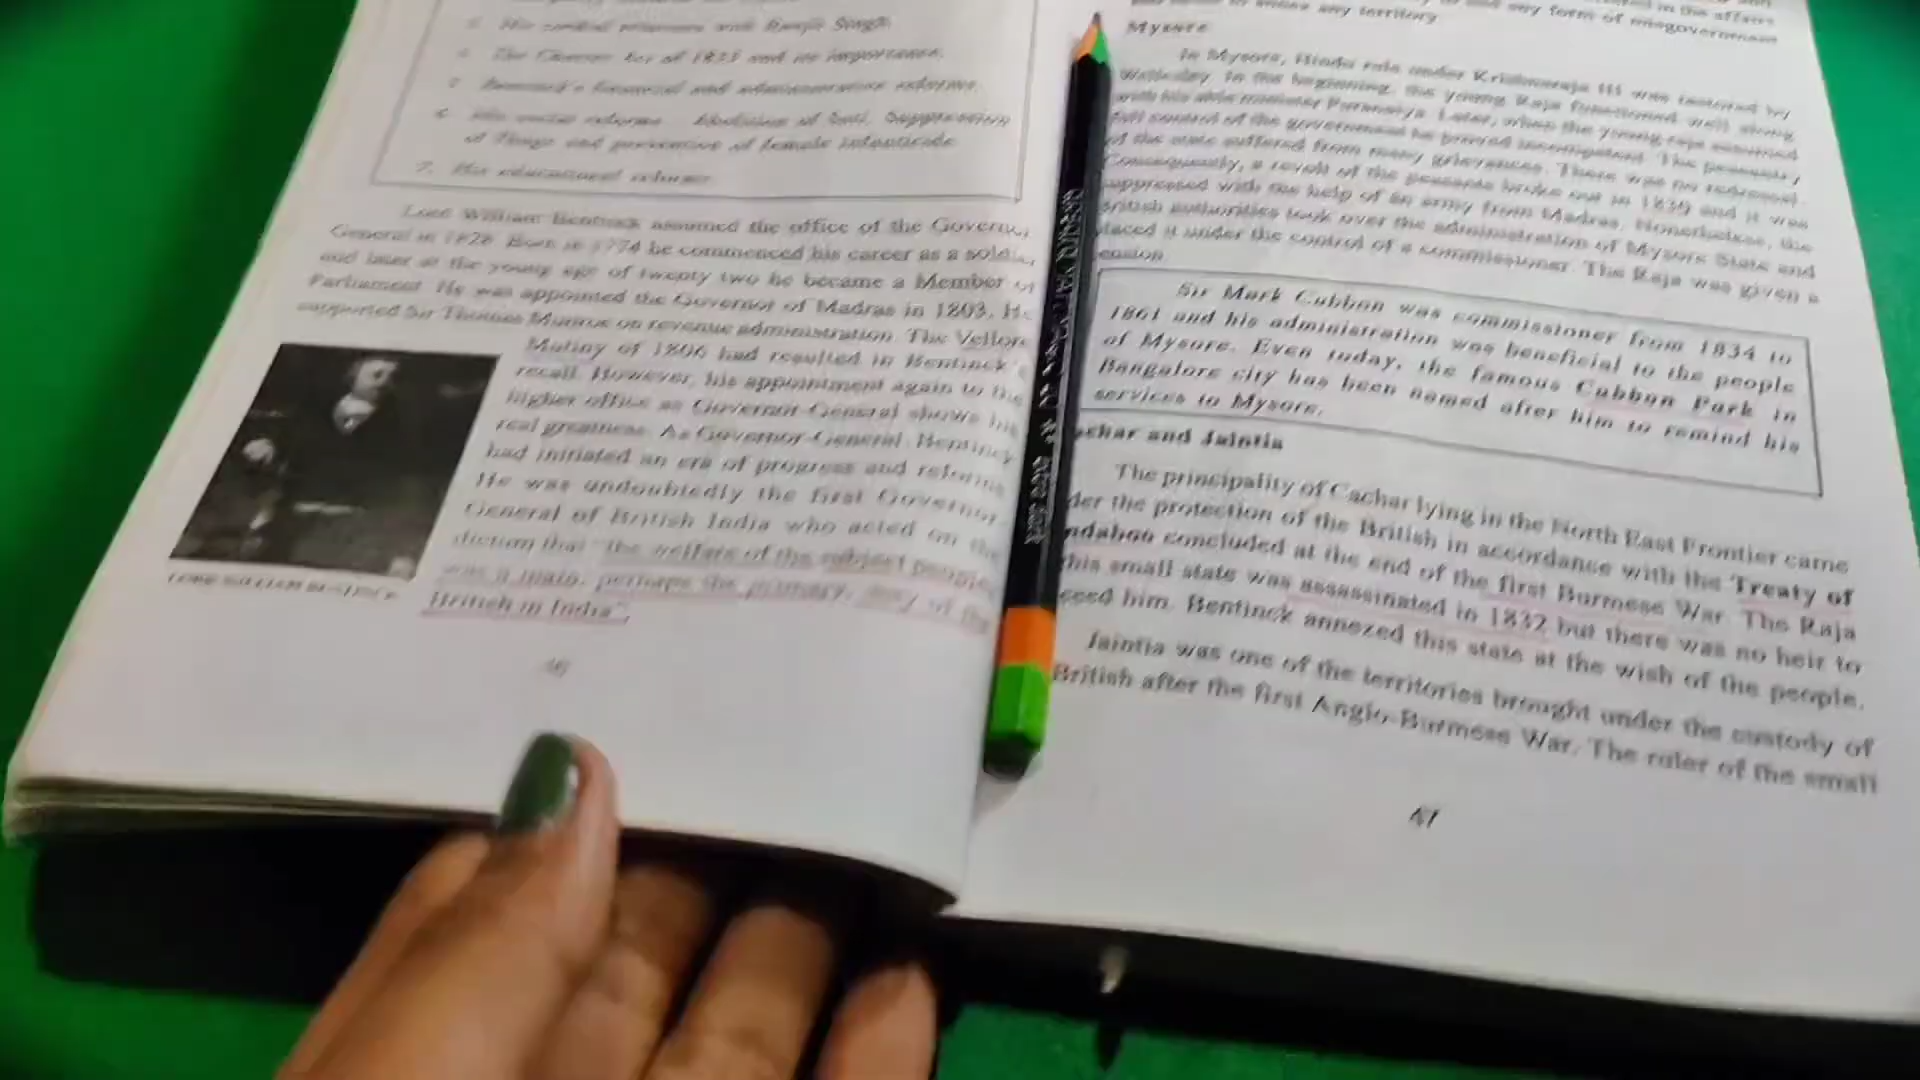 His cordial relations with Ranjit Singh.
The Charter Act of 1833 and its importance.
Bentinck's financial and administrative reforms.
His social reforms Abolition of Sati, Suppression
of Thugs and prevention of female infanticide.
7. His educational reforms.
Lord William Bentinck assumed the office of the Governor
General in 1828. Born in 1774 he commenced his career as a
and later at the young age of twenty two he became a Member of
Parliament. He was appointed the Governor of Madras in 1803. He
supported Sir Thomas Munroe on revenue administration. The
Mutiny of 1806 had resulted in Bentinck's
recall. However, his appointment again to the
higher office as Governor-General shows his
real greatness. As Governor-General, Bentinck
had initiated an era of progress and reforms.
He was undoubtedly the first Governor-
General of British India who acted on the
dictum that "the welfare of the subject peoples
was a main, perhaps the primary, duty of the
British in India".
LORD WILLIAM BENTINCK
46
any form of misgovernment
any territory.
Mysore
In Mysore, Hindu rule under Krishnaraja III was restored by
Wellesley. In the beginning, the young Raja functioned well along
with his able minister Purnaiya. Later, when the young raja assumed
full control of the government he proved incompetent. The peasantry
of the state suffered from many grievances. There was no redressal.
Consequently, a revolt of the peasants broke out in 1830 and it was
suppressed with the help of an army from Madras. Nonetheless, the
British authorities took over the administration of Mysore State and
placed it under the control of a commissioner. The Raja was given a
pension.
Sir Mark Cubbon was commissioner from 1834 to
1861 and his administration was beneficial to the people
of Mysore. Even today, the famous Cubbon Park in
Bangalore city has been named after him to remind his
services to Mysore.
char and Jaintia
The principality of Cachar lying in the North East Frontier came
der the protection of the British in accordance with the Treaty of
ndaboo concluded at the end of the first Burmese War. The Raja
this small state was assassinated in 1832 but there was no heir to
ceed him. Bentinck annexed this state at the wish of the people.
Jaintia was one of the territories brought under the custody of
British after the first Anglo-Burmese War. The ruler of the small
47